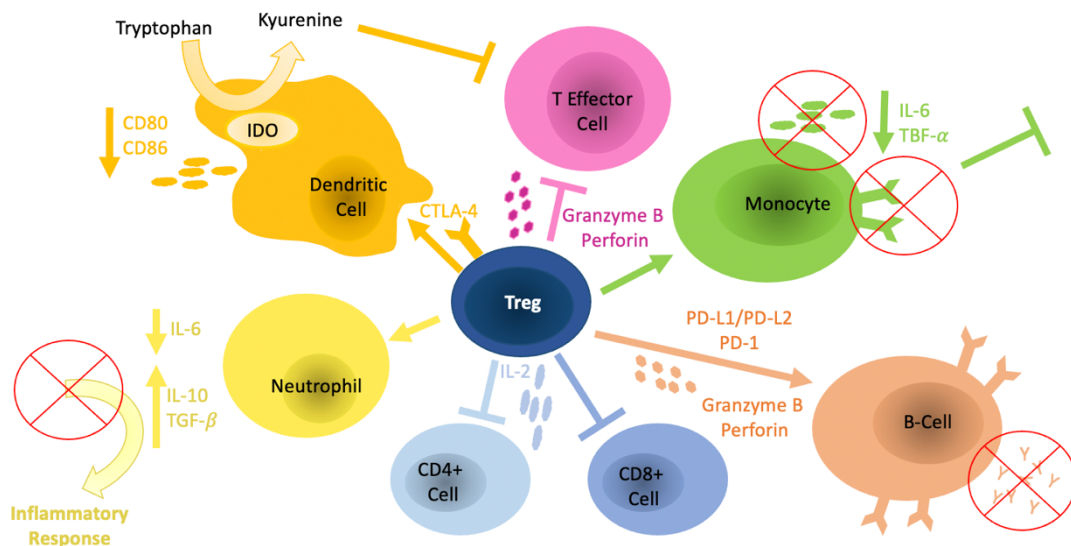 Tryptophan
Kyurenine
CD80
CD86
IDO
Dendritic
Cell
CTLA-4
T Effector
Cell
Granzyme B
Perforin
IL-6
TBF-α
Monocyte
Treg
IL-6
IL-10
TGF-β
Neutrophil
Inflammatory
Response
IL-2
CD4+
Cell
CD8+
Cell
PD-L1/PD-L2
PD-1
Granzyme B
Perforin
B-Cell
Y
Y
Y
Y
Y
Y
Y
Y